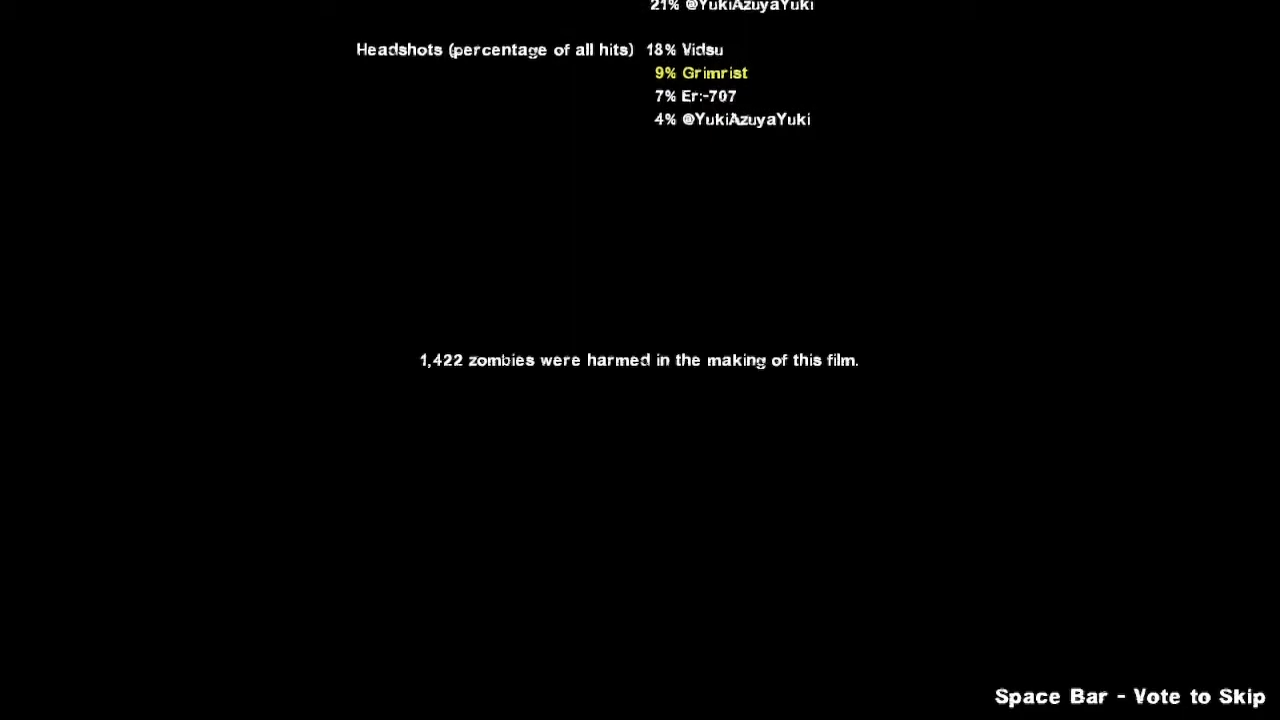 21% @YukiAzuyaYuki
Headshots (percentage of all hits) 18% Vidsu
9% Grimrist
7% Er:-707
4% @YukiAzuyaYuki
1,422 zombies were harmed in the making of this film.
Space Bar - Vote to Skip